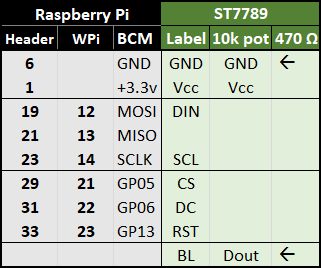 Raspberry Pi ST7789
Header WPi BCM Label 10k pot 470 Ω
6 GND GND GND ←
1 +3.3v Vcc Vcc
19 12 MOSI DIN
21 13 MISO
23 14 SCLK SCL
29 21 GP05 CS
31 22 GP06 DC
33 23 GP13 RST
BL Dout ←